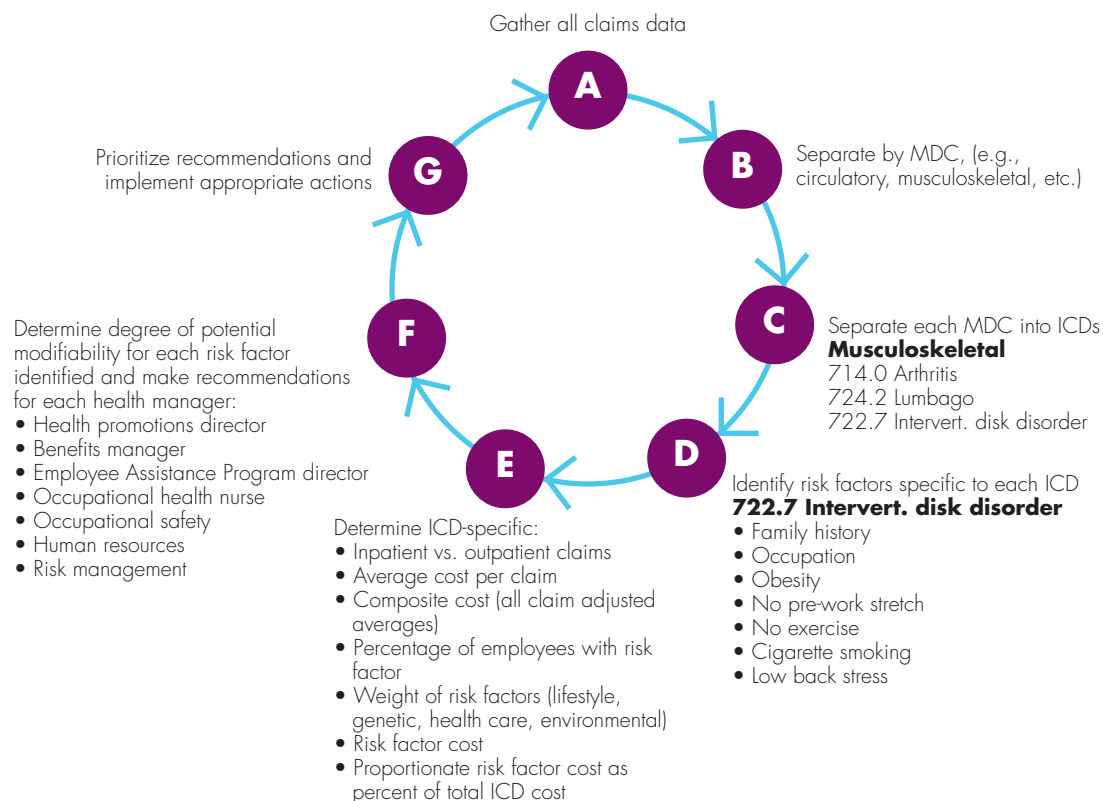 Gather all claims data
A
B
Separate by MDC, (e.g.,
circulatory, musculoskeletal, etc.)
C
Separate each MDC into ICDs
Musculoskeletal
714.0 Arthritis
724.2 Lumbago
722.7 Intervert. disk disorder
D
Identify risk factors specific to each ICD
722.7 Intervert. disk disorder
• Family history
• Occupation
• Obesity
• No pre-work stretch
• No exercise
• Cigarette smoking
• Low back stress
E
Determine ICD-specific:
• Inpatient vs. outpatient claims
• Average cost per claim
• Composite cost (all claim adjusted
averages)
• Percentage of employees with risk
factor
• Weight of risk factors (lifestyle,
genetic, health care, environmental)
• Risk factor cost
• Proportionate risk factor cost as
percent of total ICD cost
F
Determine degree of potential
modifiability for each risk factor
identified and make recommendations
for each health manager:
• Health promotions director
• Benefits manager
• Employee Assistance Program director
• Occupational health nurse
• Occupational safety
• Human resources
• Risk management
G
Prioritize recommendations and
implement appropriate actions